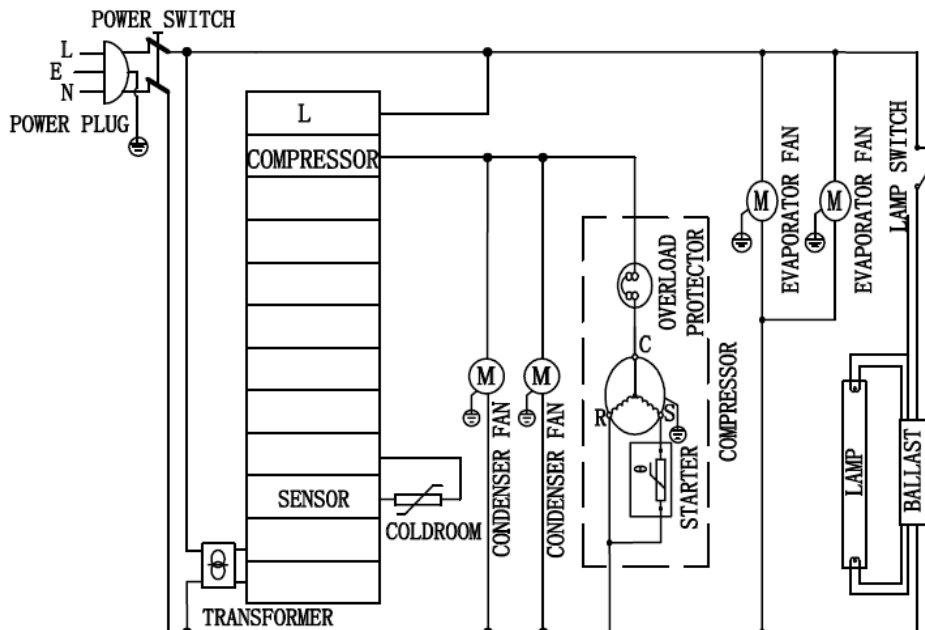 POWER SWITCH
L
E
N
POWER PLUG
L
COMPRESSOR
SENSOR
COLDROOM
TRANSFORMER
M
CONDENSER FAN
M
CONDENSER FAN
OVERLOAD
PROTECTOR
C
R
S
θ
STARTER
COMPRESSOR
M
EVAPORATOR FAN
M
EVAPORATOR FAN
LAMP SWITCH
LAMP
BALLAST